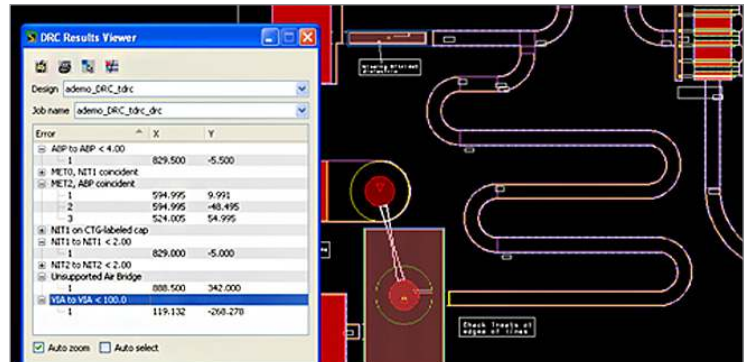 DRC Results Viewer
Design ademo_DRC_tdrc
Job name ademo_DRC_tdrc_drc
Error X Y
ABP to ABP < 4.00
1 829.500 -5.500
MET0, NIT1 coincident
MET2, ABP coincident
1 594.995 9.991
2 594.995 -48.495
3 524.005 54.995
NIT1 on CTG-labeled cap
NIT1 to NIT1 < 2.00
1 829.000 -5.000
NIT2 to NIT2 < 2.00
Unsupported Air Bridge
1 888.500 342.000
VIA to VIA < 100.0
1 119.132 -268.278
Auto zoom Auto select
Missing Nitride
dielectric
Check Insets at
edges of lines